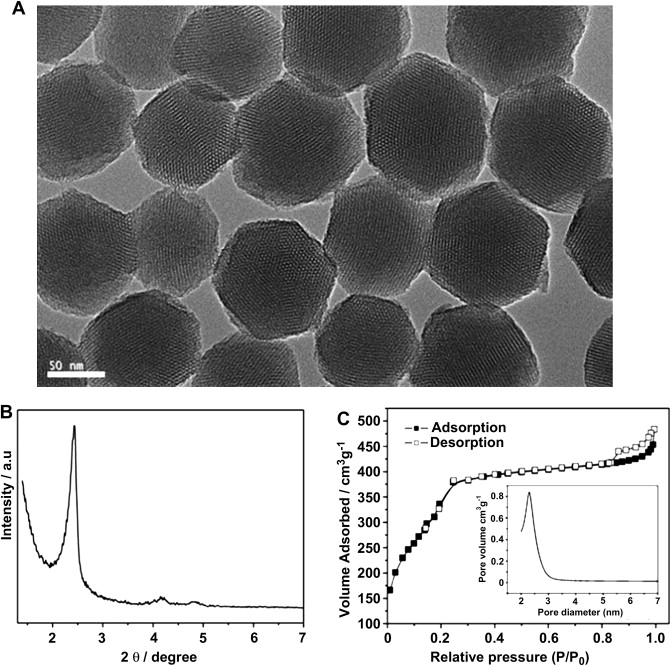 A
50 nm
B
Intensity / a.u
2 3 4 5 6 7
2 θ / degree
C
Adsorption
Desorption
Volume Adsorbed / cm³g⁻¹
500
450
400
350
300
250
200
150
100
0.0 0.2 0.4 0.6 0.8 1.0
Relative pressure (P/P₀)
Pore volume cm³g⁻¹
0.8
0.6
0.4
0.2
0
2 3 4 5 6 7
Pore diameter (nm)